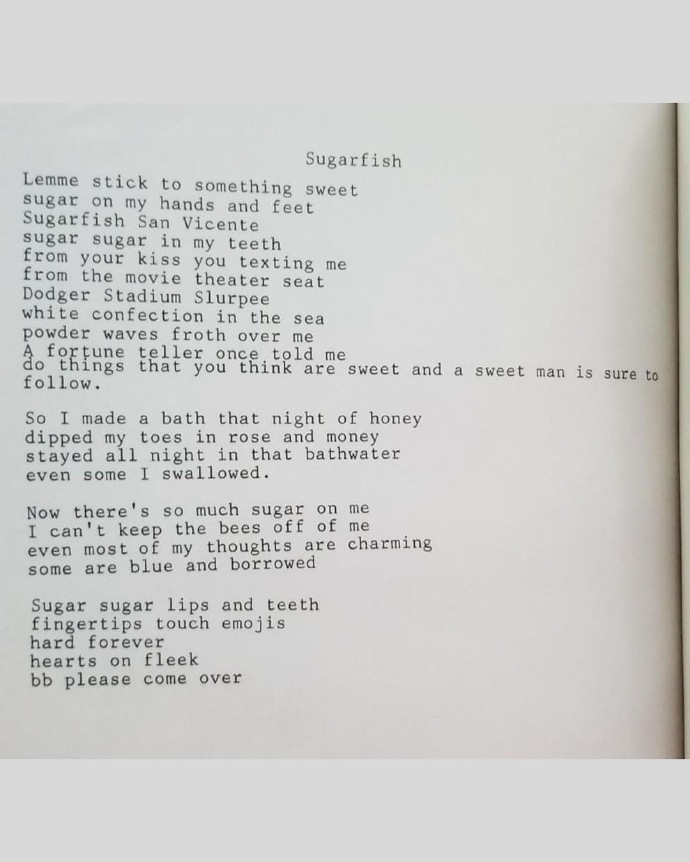 Sugarfish
Lemme stick to something sweet
sugar on my hands and feet
Sugarfish San Vicente
sugar sugar in my teeth
from your kiss you texting me
from the movie theater seat
Dodger Stadium Slurpee
white confection in the sea
powder waves froth over me
A fortune teller once told me
do things that you think are sweet and a sweet man is sure to
follow.
So I made a bath that night of honey
dipped my toes in rose and money
stayed all night in that bathwater
even some I swallowed.
Now there's so much sugar on me
I can't keep the bees off of me
even most of my thoughts are charming
some are blue and borrowed
Sugar sugar lips and teeth
fingertips touch emojis
hard forever
hearts on fleek
bb please come over